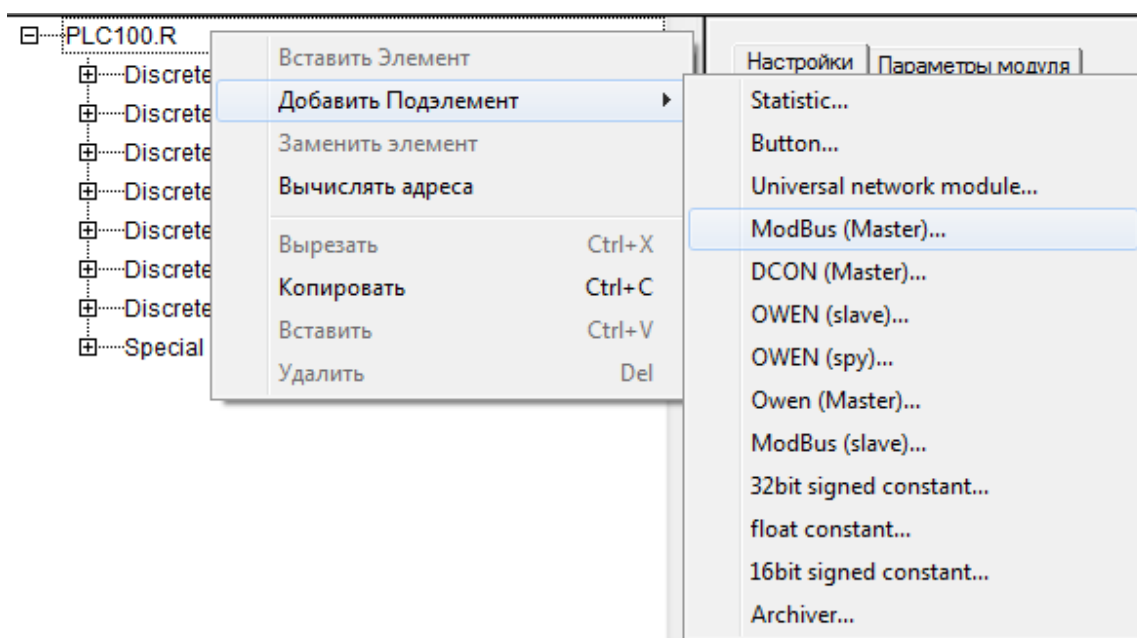 PLC100.R
Discrete
Discrete
Discrete
Discrete
Discrete
Discrete
Discrete
Special
Вставить Элемент
Добавить Подэлемент
Заменить элемент
Вычислять адреса
Вырезать Ctrl+X
Копировать Ctrl+C
Вставить Ctrl+V
Удалить Del
Настройки Параметры модуля
Statistic...
Button...
Universal network module...
ModBus (Master)...
DCON (Master)...
OWEN (slave)...
OWEN (spy)...
Owen (Master)...
ModBus (slave)...
32bit signed constant...
float constant...
16bit signed constant...
Archiver...